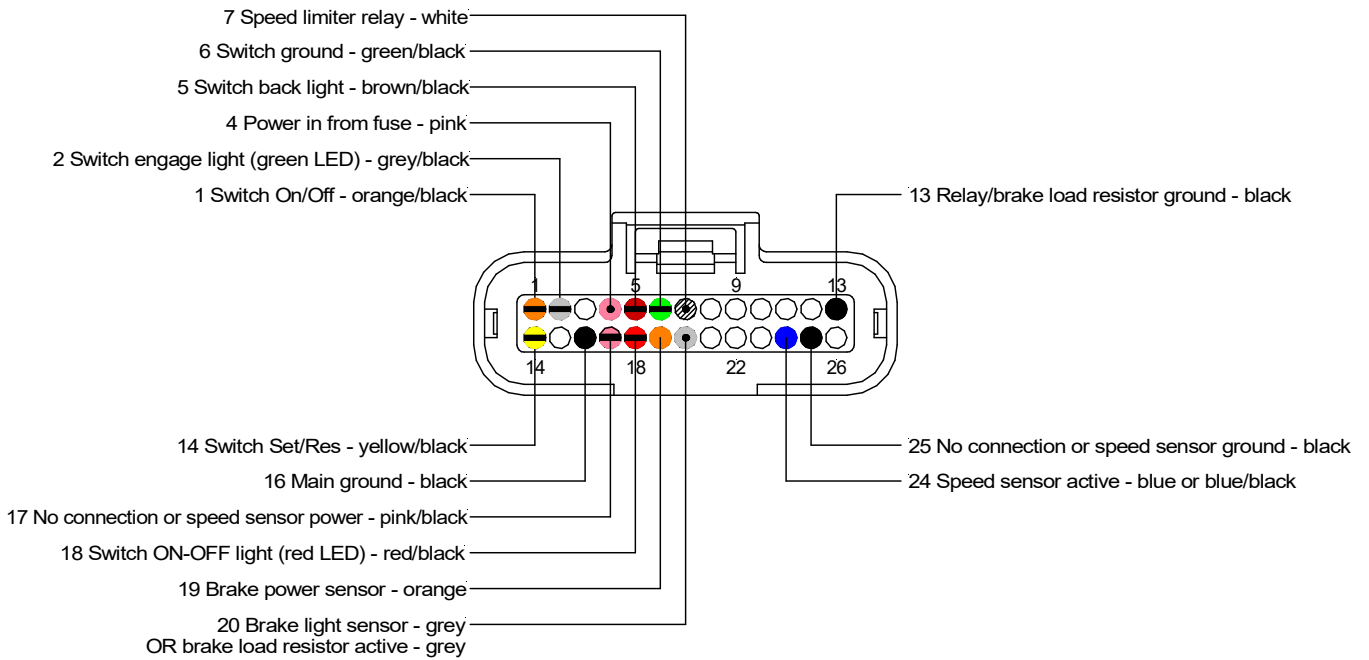 7 Speed limiter relay - white
6 Switch ground - green/black
5 Switch back light - brown/black
4 Power in from fuse - pink
2 Switch engage light (green LED) - grey/black
1 Switch On/Off - orange/black
13 Relay/brake load resistor ground - black
1 5 9 13
14 18 22 26
14 Switch Set/Res - yellow/black
16 Main ground - black
17 No connection or speed sensor power - pink/black
18 Switch ON-OFF light (red LED) - red/black
19 Brake power sensor - orange
20 Brake light sensor - grey
OR brake load resistor active - grey
25 No connection or speed sensor ground - black
24 Speed sensor active - blue or blue/black